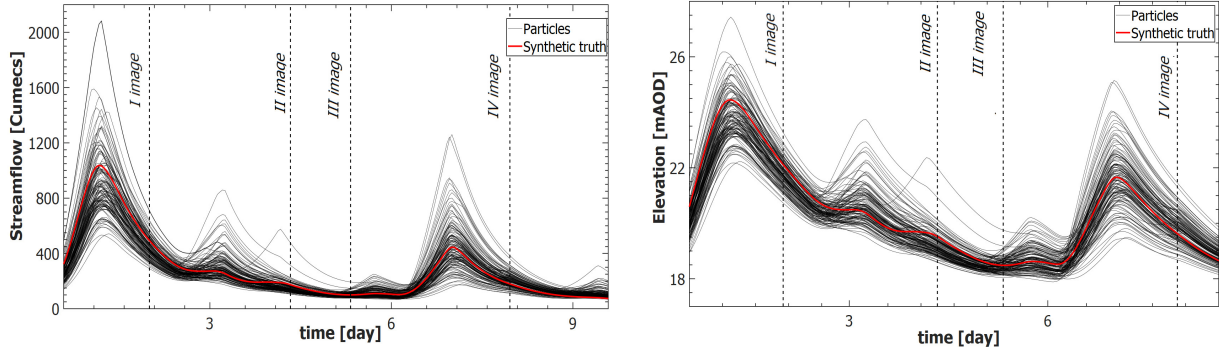 Streamflow [Cumecs]
2000
1600
1200
800
400
0
I image
II image
III image
IV image
Particles
Synthetic truth
3
6
9
time [day]
Elevation [mAOD]
26
22
18
I image
II image
III image
IV image
Particles
Synthetic truth
3
6
time [day]